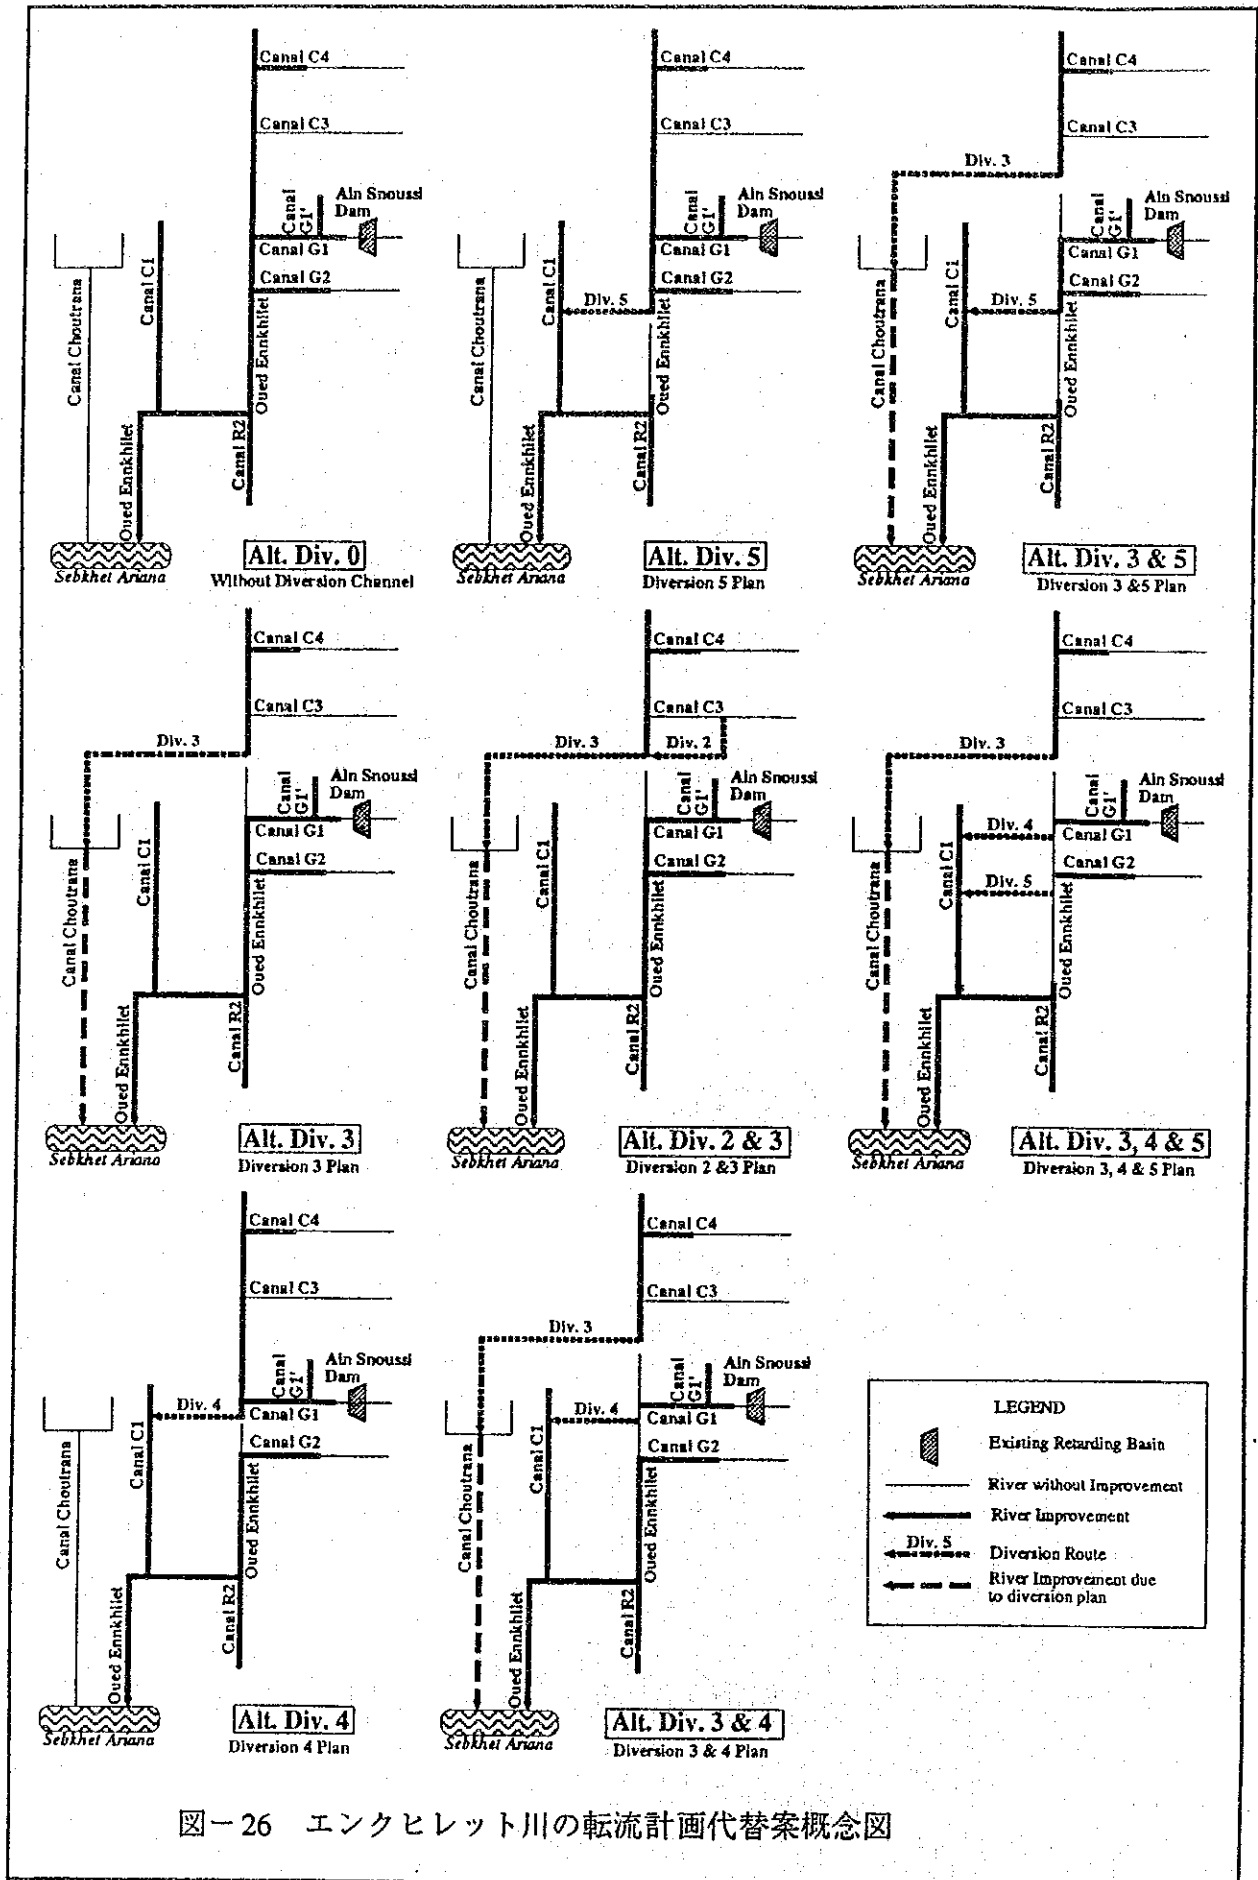 Canal C4
Canal C3
Canal G1'
Ain Snoussi
Dam
Canal G1
Canal G2
Canal C1
Canal Choutrana
Oued Ennkhilet
Oued Ennkhilet
Canal R2
Sebkhet Ariana
Alt. Div. 0
Without Diversion Channel
Canal C4
Canal C3
Canal G1'
Ain Snoussi
Dam
Canal G1
Canal G2
Div. 5
Canal C1
Canal Choutrana
Oued Ennkhilet
Oued Ennkhilet
Canal R2
Sebkhet Ariana
Alt. Div. 5
Diversion 5 Plan
Canal C4
Canal C3
Div. 3
Canal G1'
Ain Snoussi
Dam
Canal G1
Canal G2
Div. 5
Canal C1
Canal Choutrana
Oued Ennkhilet
Oued Ennkhilet
Canal R2
Sebkhet Ariana
Alt. Div. 3 & 5
Diversion 3 &5 Plan
Canal C4
Canal C3
Div. 3
Canal G1'
Ain Snoussi
Dam
Canal G1
Canal G2
Canal C1
Canal Choutrana
Oued Ennkhilet
Oued Ennkhilet
Canal R2
Sebkhet Ariana
Alt. Div. 3
Diversion 3 Plan
Canal C4
Canal C3
Div. 3
Div. 2
Canal G1'
Ain Snoussi
Dam
Canal G1
Canal G2
Canal C1
Canal Choutrana
Oued Ennkhilet
Oued Ennkhilet
Canal R2
Sebkhet Ariana
Alt. Div. 2 & 3
Diversion 2 &3 Plan
Canal C4
Canal C3
Div. 3
Canal G1'
Ain Snoussi
Dam
Div. 4
Canal G1
Canal G2
Div. 5
Canal C1
Canal Choutrana
Oued Ennkhilet
Oued Ennkhilet
Canal R2
Sebkhet Ariana
Alt. Div. 3, 4 & 5
Diversion 3, 4 & 5 Plan
Canal C4
Canal C3
Canal G1'
Ain Snoussi
Dam
Div. 4
Canal G1
Canal G2
Canal C1
Canal Choutrana
Oued Ennkhilet
Oued Ennkhilet
Canal R2
Sebkhet Ariana
Alt. Div. 4
Diversion 4 Plan
Canal C4
Canal C3
Div. 3
Canal G1'
Ain Snoussi
Dam
Div. 4
Canal G1
Canal G2
Canal C1
Canal Choutrana
Oued Ennkhilet
Oued Ennkhilet
Canal R2
Sebkhet Ariana
Alt. Div. 3 & 4
Diversion 3 & 4 Plan
LEGEND
Existing Retarding Basin
River without Improvement
River Improvement
Div. 5
Diversion Route
River Improvement due
to diversion plan
図－26 エンクヒレット川の転流計画代替案概念図